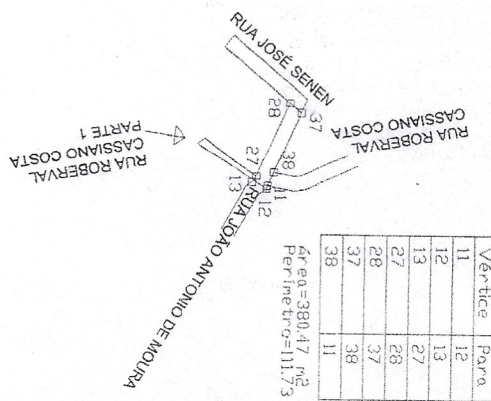 RUA JOSÉ SENEN
28
37
RUA ROBERVAL
CASSIANO COSTA
PARTE 1
RUA ROBERVAL
CASSIANO COSTA
38
27
13
11
12
RUA JOÃO ANTONIO DE MOURA
Vértice Para
11 12
12 13
13 27
27 28
28 37
37 38
38 11
Área=380.47 m2
Perímetro=111.73